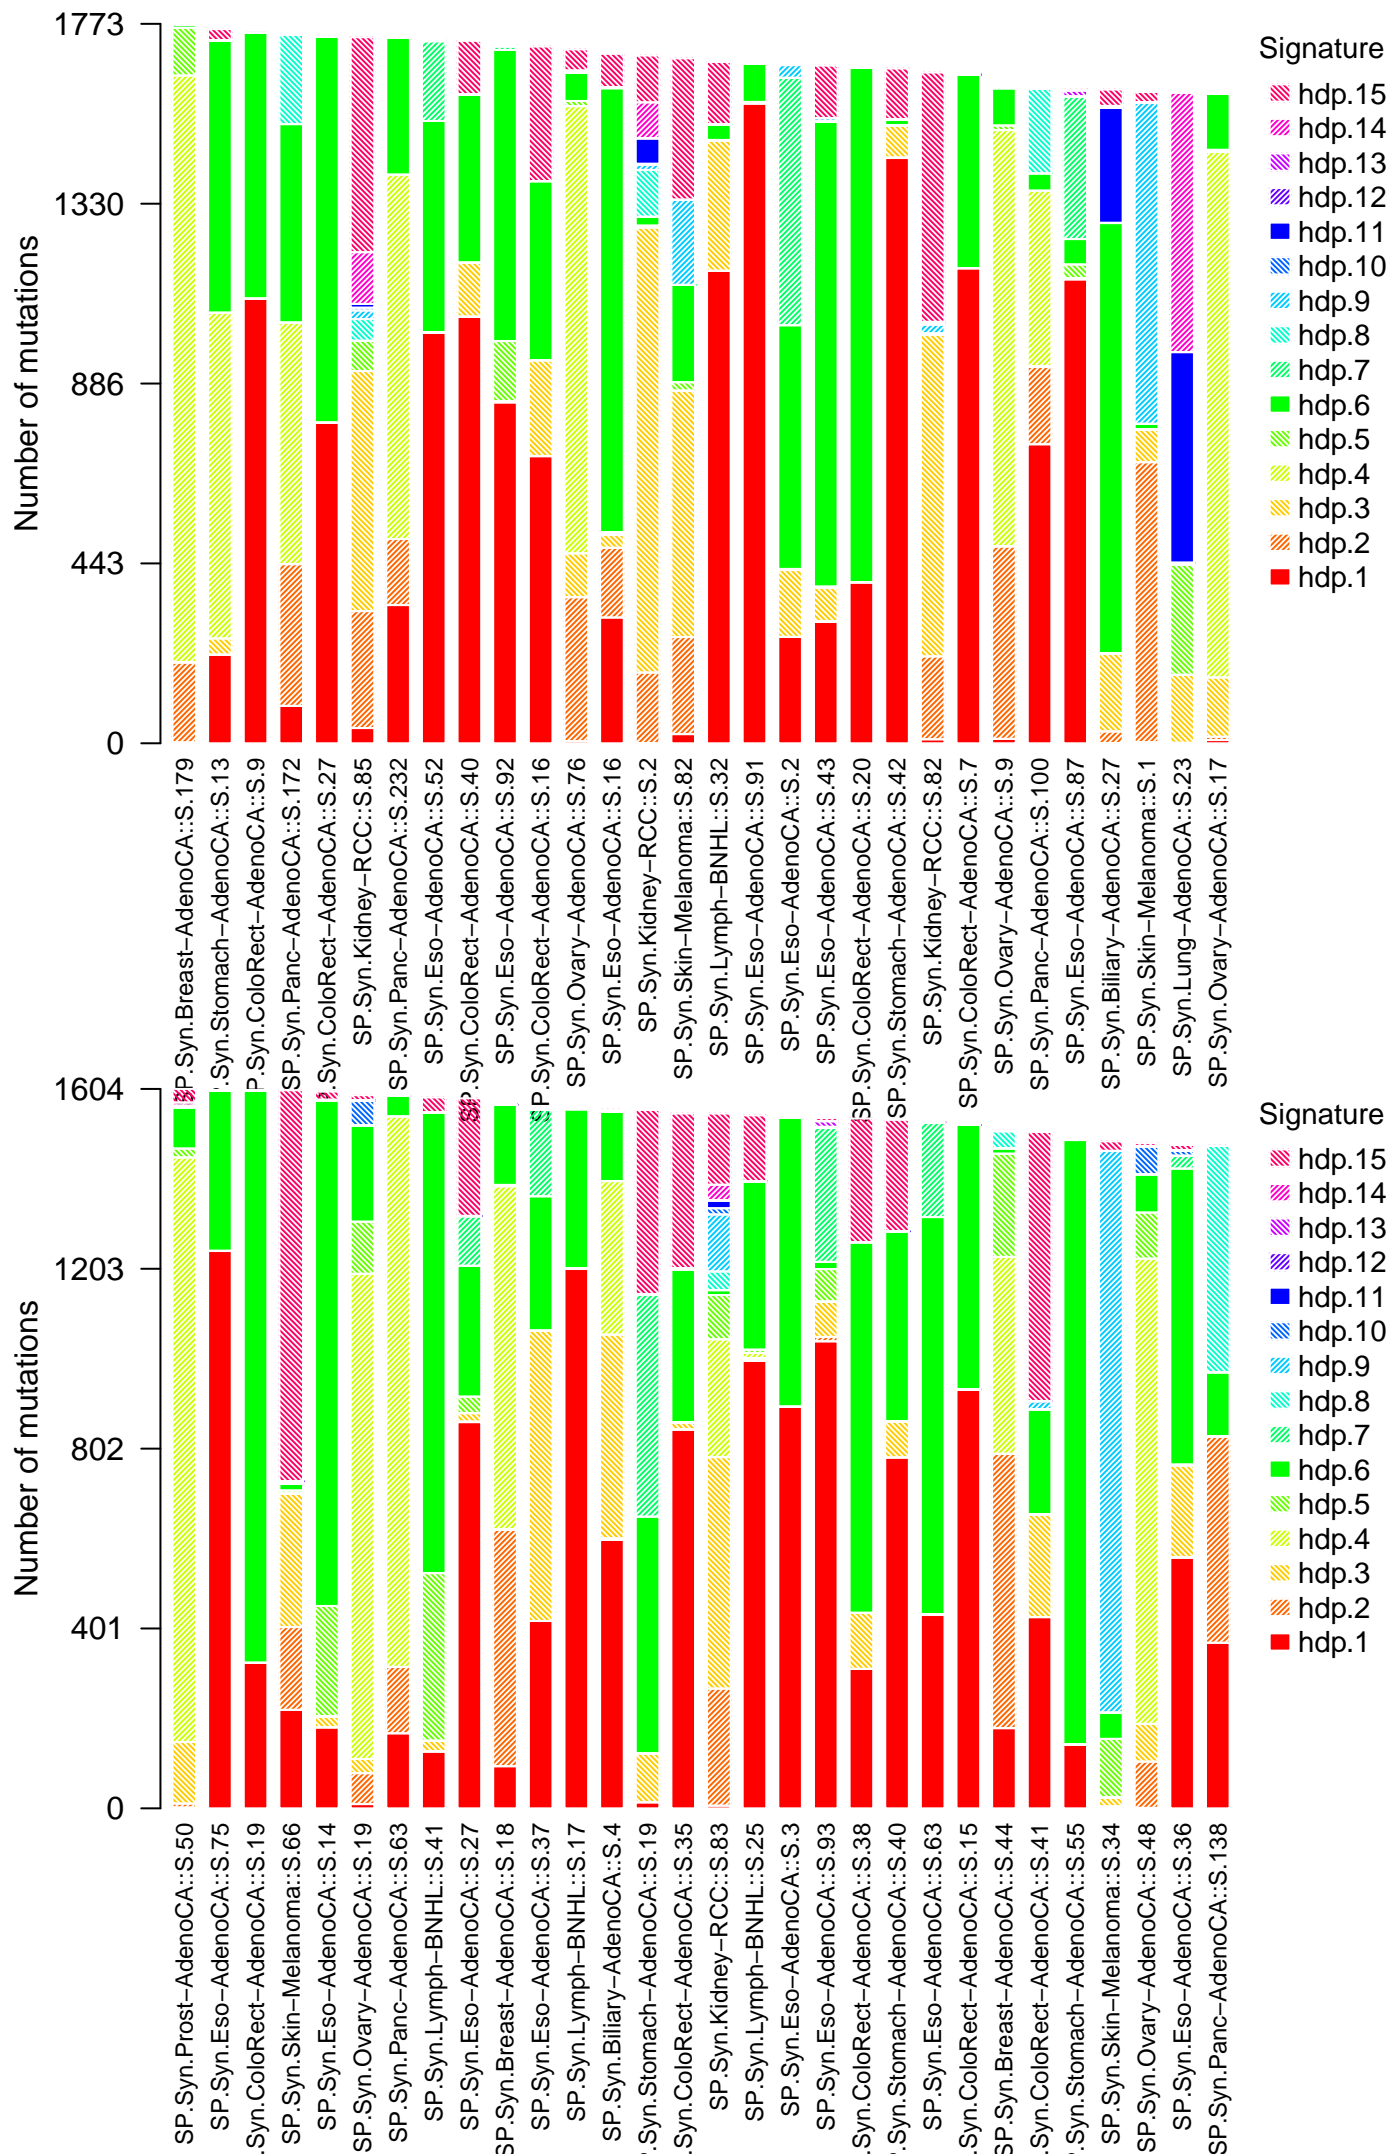 Number of mutations
1773
1330
886
443
0
Signature
hdp.15
hdp.14
hdp.13
hdp.12
hdp.11
hdp.10
hdp.9
hdp.8
hdp.7
hdp.6
hdp.5
hdp.4
hdp.3
hdp.2
hdp.1
SP.Syn.Breast−AdenoCA::S.179
SP.Syn.Stomach−AdenoCA::S.13
SP.Syn.ColoRect−AdenoCA::S.9
SP.Syn.Panc−AdenoCA::S.172
SP.Syn.ColoRect−AdenoCA::S.27
SP.Syn.Kidney−RCC::S.85
SP.Syn.Panc−AdenoCA::S.232
SP.Syn.Eso−AdenoCA::S.52
SP.Syn.ColoRect−AdenoCA::S.40
SP.Syn.Eso−AdenoCA::S.92
SP.Syn.ColoRect−AdenoCA::S.16
SP.Syn.Ovary−AdenoCA::S.76
SP.Syn.Eso−AdenoCA::S.16
SP.Syn.Kidney−RCC::S.2
SP.Syn.Skin−Melanoma::S.82
SP.Syn.Lymph−BNHL::S.32
SP.Syn.Eso−AdenoCA::S.91
SP.Syn.Eso−AdenoCA::S.2
SP.Syn.Eso−AdenoCA::S.43
SP.Syn.ColoRect−AdenoCA::S.20
SP.Syn.Stomach−AdenoCA::S.42
SP.Syn.Kidney−RCC::S.82
SP.Syn.ColoRect−AdenoCA::S.7
SP.Syn.Ovary−AdenoCA::S.9
SP.Syn.Panc−AdenoCA::S.100
SP.Syn.Eso−AdenoCA::S.87
SP.Syn.Biliary−AdenoCA::S.27
SP.Syn.Skin−Melanoma::S.1
SP.Syn.Lung−AdenoCA::S.23
SP.Syn.Ovary−AdenoCA::S.17
Number of mutations
1604
1203
802
401
0
Signature
hdp.15
hdp.14
hdp.13
hdp.12
hdp.11
hdp.10
hdp.9
hdp.8
hdp.7
hdp.6
hdp.5
hdp.4
hdp.3
hdp.2
hdp.1
SP.Syn.Prost−AdenoCA::S.50
SP.Syn.Eso−AdenoCA::S.75
.Syn.ColoRect−AdenoCA::S.19
SP.Syn.Skin−Melanoma::S.66
SP.Syn.Eso−AdenoCA::S.14
SP.Syn.Ovary−AdenoCA::S.19
SP.Syn.Panc−AdenoCA::S.63
SP.Syn.Lymph−BNHL::S.41
SP.Syn.Eso−AdenoCA::S.27
SP.Syn.Breast−AdenoCA::S.18
SP.Syn.Eso−AdenoCA::S.37
SP.Syn.Lymph−BNHL::S.17
SP.Syn.Biliary−AdenoCA::S.4
P.Syn.Stomach−AdenoCA::S.19
.Syn.ColoRect−AdenoCA::S.35
SP.Syn.Kidney−RCC::S.83
SP.Syn.Lymph−BNHL::S.25
SP.Syn.Eso−AdenoCA::S.3
SP.Syn.Eso−AdenoCA::S.93
.Syn.ColoRect−AdenoCA::S.38
P.Syn.Stomach−AdenoCA::S.40
SP.Syn.Eso−AdenoCA::S.63
.Syn.ColoRect−AdenoCA::S.15
SP.Syn.Breast−AdenoCA::S.44
.Syn.ColoRect−AdenoCA::S.41
P.Syn.Stomach−AdenoCA::S.55
SP.Syn.Skin−Melanoma::S.34
SP.Syn.Ovary−AdenoCA::S.48
SP.Syn.Eso−AdenoCA::S.36
SP.Syn.Panc−AdenoCA::S.138